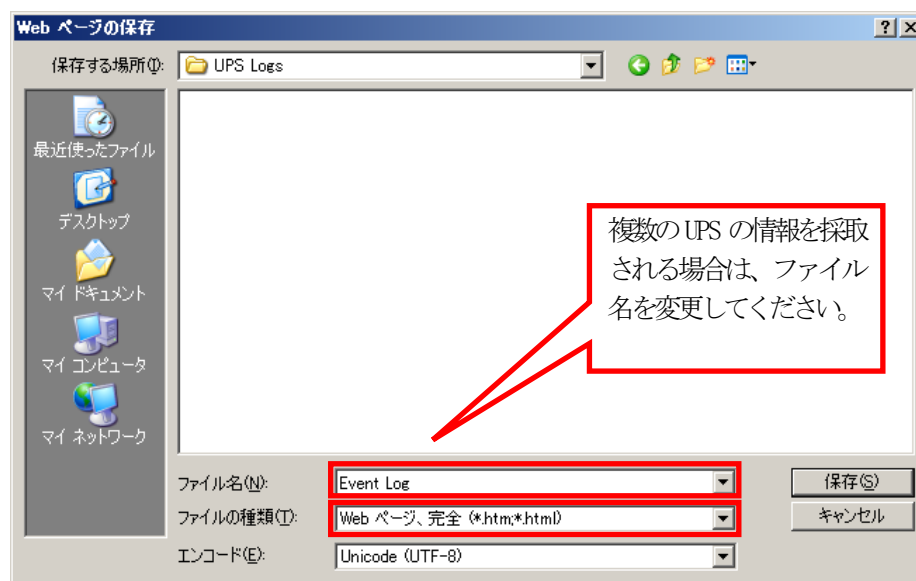 Web ページの保存
保存する場所(I):
UPS Logs
最近使ったファイル
デスクトップ
マイ ドキュメント
マイ コンピュータ
マイ ネットワーク
複数の UPS の情報を採取
される場合は、ファイル
名を変更してください。
ファイル名(N):
Event Log
保存(S)
ファイルの種類(T):
Web ページ、完全 (*.htm;*.html)
キャンセル
エンコード(E):
Unicode (UTF-8)